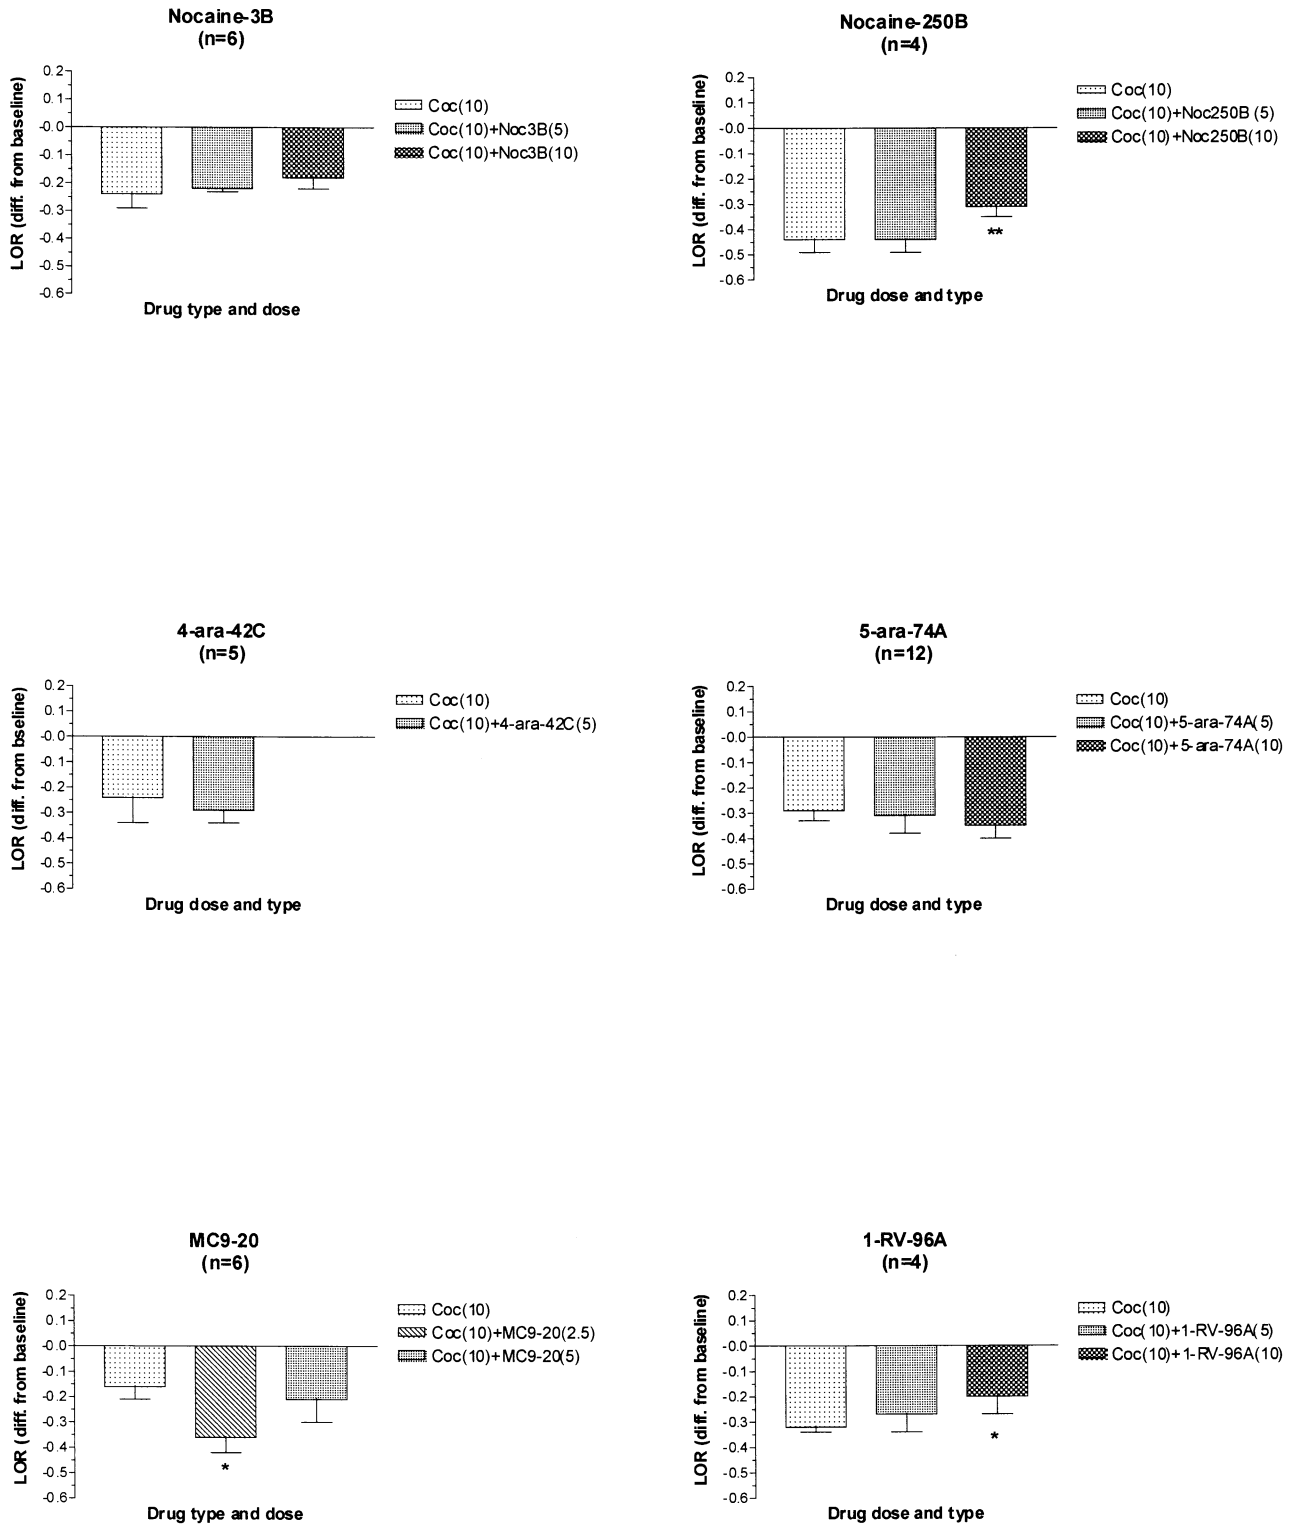 Nocaine-3B
(n=6)
LOR (diff. from baseline)
0.2
0.1
-0.0
-0.1
-0.2
-0.3
-0.4
-0.5
-0.6
Drug type and dose
Coc(10)
Coc(10)+Noc3B(5)
Coc(10)+Noc3B(10)
Nocaine-250B
(n=4)
LOR (diff. from baseline)
0.2
0.1
-0.0
-0.1
-0.2
-0.3
-0.4
-0.5
-0.6
**
Drug dose and type
Coc(10)
Coc(10)+Noc250B (5)
Coc(10)+Noc250B(10)
4-ara-42C
(n=5)
LOR (diff. from bseline)
0.2
0.1
-0.0
-0.1
-0.2
-0.3
-0.4
-0.5
-0.6
Drug dose and type
Coc(10)
Coc(10)+4-ara-42C(5)
5-ara-74A
(n=12)
LOR (diff. from baseline)
0.2
0.1
-0.0
-0.1
-0.2
-0.3
-0.4
-0.5
-0.6
Drug dose and type
Coc(10)
Coc(10)+5-ara-74A(5)
Coc(10)+5-ara-74A(10)
MC9-20
(n=6)
LOR (diff. from baseline)
0.2
0.1
-0.0
-0.1
-0.2
-0.3
-0.4
-0.5
-0.6
*
Drug type and dose
Coc(10)
Coc(10)+MC9-20(2.5)
Coc(10)+MC9-20(5)
1-RV-96A
(n=4)
LOR (diff. from baseline)
0.2
0.1
-0.0
-0.1
-0.2
-0.3
-0.4
-0.5
-0.6
*
Drug dose and type
Coc(10)
Coc(10)+1-RV-96A(5)
Coc(10)+1-RV-96A(10)